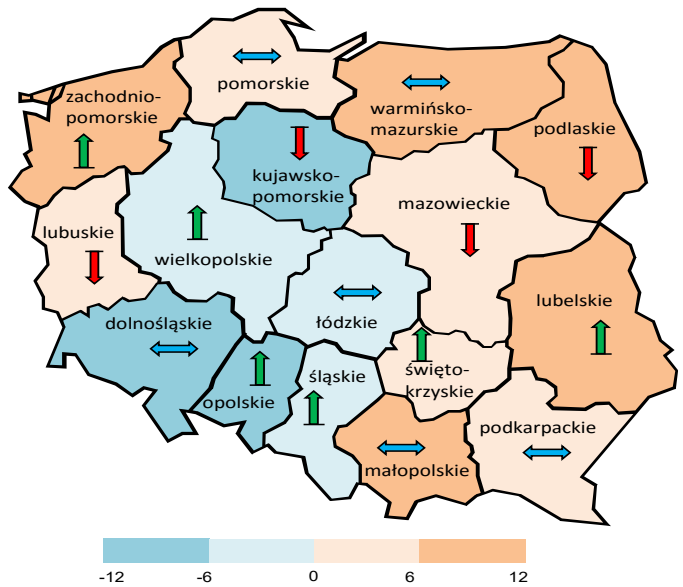 pomorskie
zachodnio-
pomorskie
warmińsko-
mazurskie
podlaskie
kujawsko-
pomorskie
mazowieckie
lubuskie
wielkopolskie
lubelskie
dolnośląskie
łódzkie
śląskie
święto-
krzyskie
opolskie
podkarpackie
małopolskie
-12 -6 0 6 12